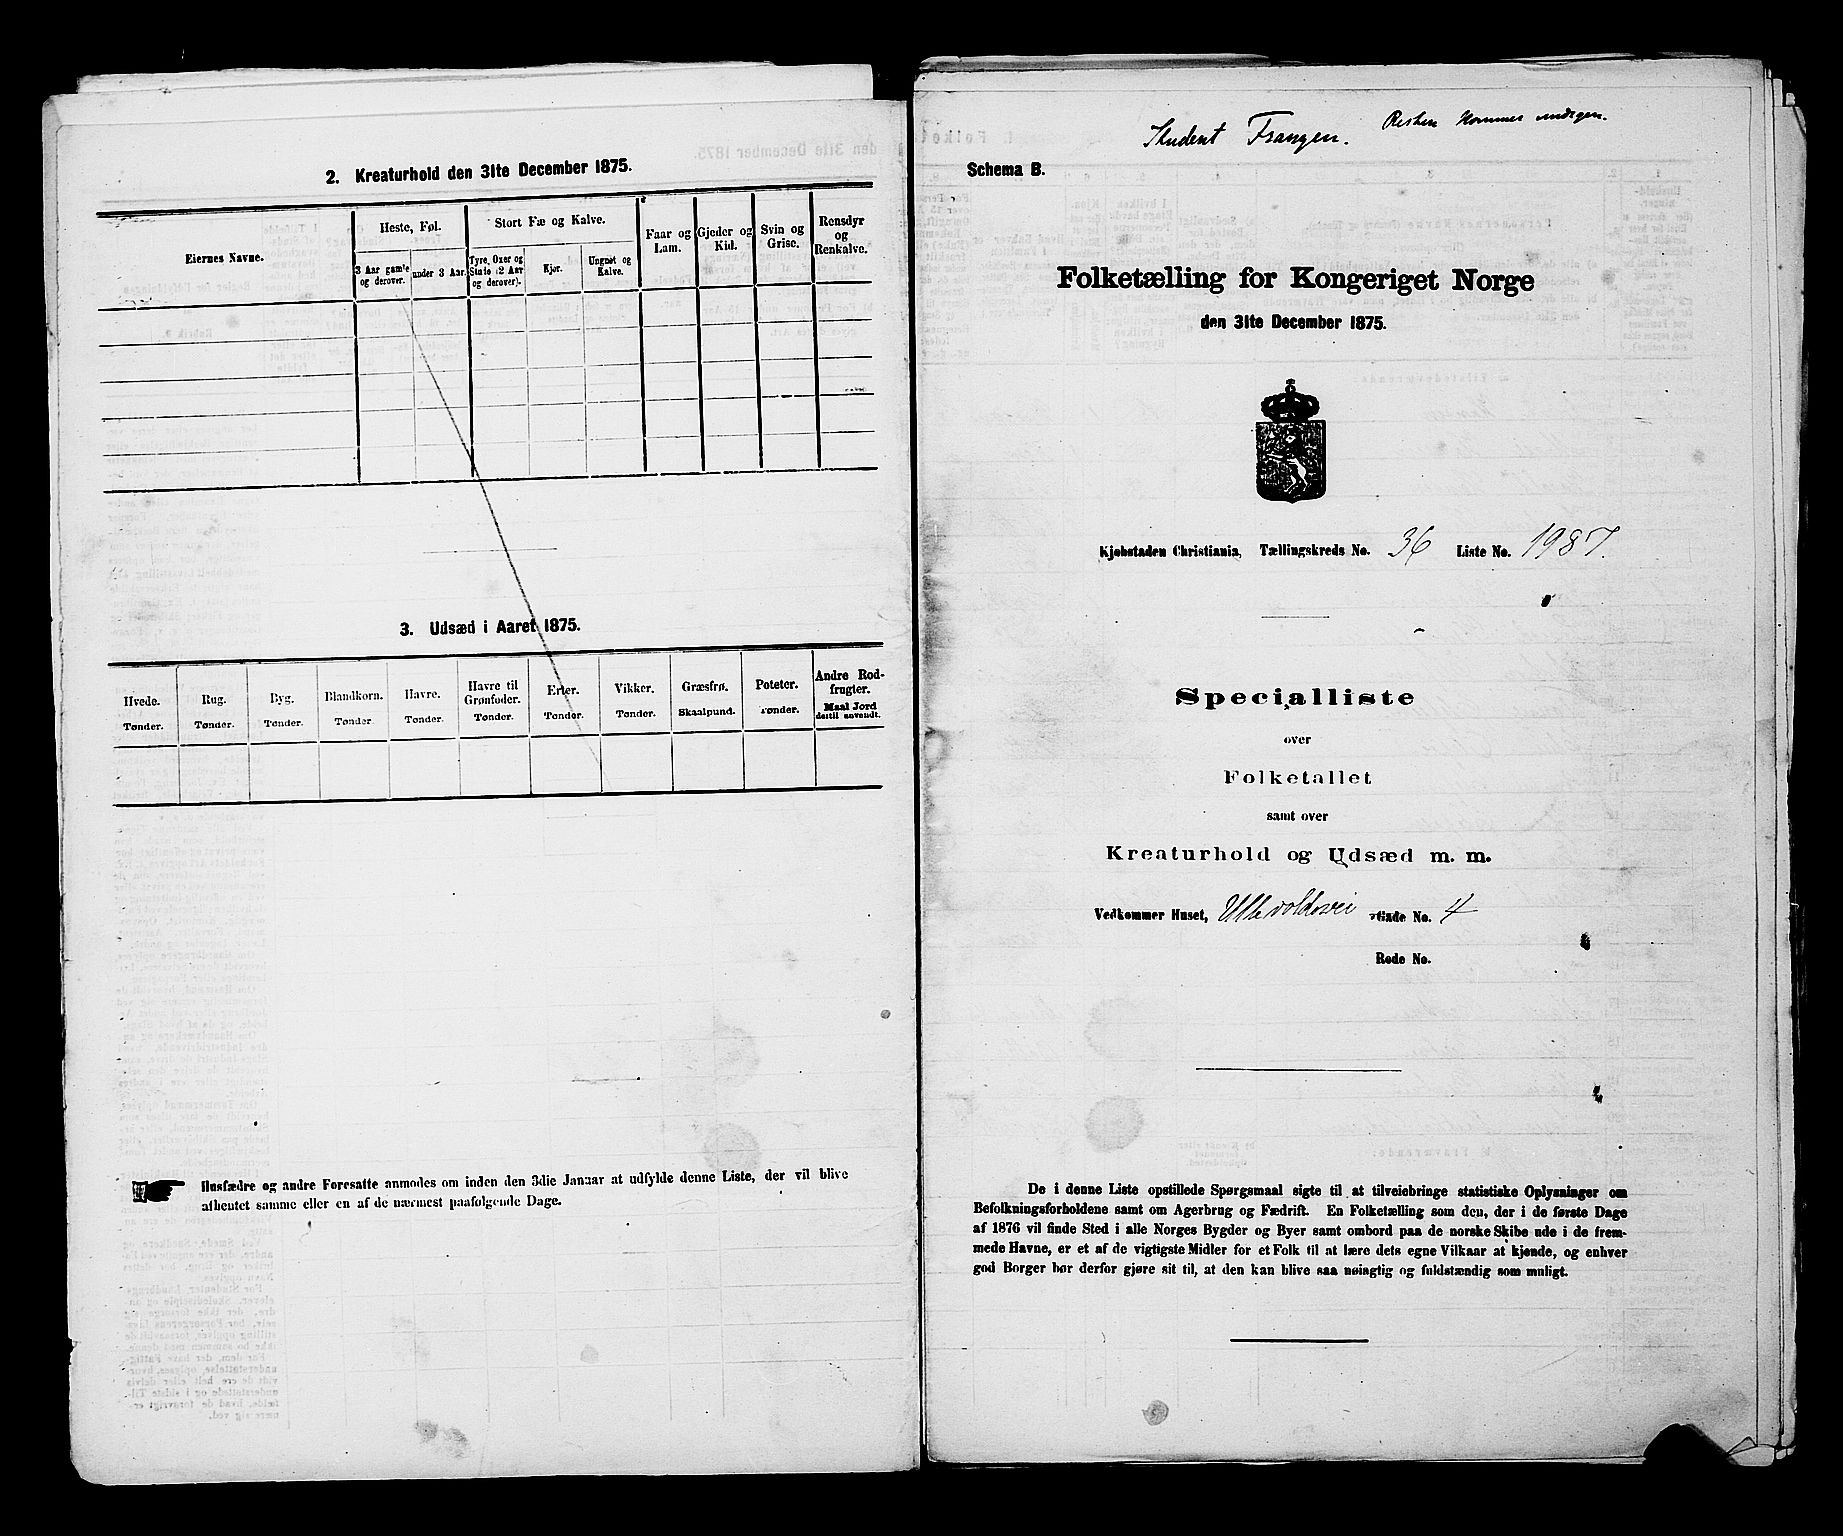 2. Kreaturhold den 31te December 1875.
Eiernes Navne.
Heste, Føl.
3 Aar gamle og derover.
under 3 Aar.
Stort Fæ og Kalve.
Tyre, Oxer og Stute (2 Aar og derover).
Kjør.
Ungnøt og Kalve.
Faar og Lam.
Gjeder og Kid.
Svin og Grise.
Rensdyr og Renkalve.
3. Udsæd i Aaret 1875.
Hvede. Tønder.
Rug. Tønder.
Byg. Tønder.
Blandkorn. Tønder.
Havre. Tønder.
Havre til Grønfoder. Tønder.
Erter. Tønder.
Vikker. Tønder.
Græsfrø. Skaalpund.
Poteter. Tønder.
Andre Rodfrugter. Maal Jord dertil anvendt.
Husfædre og andre Foresatte anmodes om inden den 3die Januar at udfylde denne Liste, der vil blive
afhentet samme eller en af de nærmest paafølgende Dage.
Student Frangen. Resten kommer
Schema B.
Folketælling for Kongeriget Norge
den 31te December 1875.
Kjøbstaden Christiania, Tællingskreds No. 36 Liste No. 1987.
Specialliste
over
Folketallet
samt over
Kreaturhold og Udsæd m. m.
Vedkommer Huset, Ullevoldsvei Gade No. 4
Rode No.
De i denne Liste opstillede Spørgsmaal sigte til at tilveiebringe statistiske Oplysninger om
Befolkningsforholdene samt om Agerbrug og Fædrift. En Folketælling som den, der i de første Dage
af 1876 vil finde Sted i alle Norges Bygder og Byer samt ombord paa de norske Skibe ude i de frem-
mede Havne, er et af de vigtigste Midler for et Folk til at lære dets egne Vilkaar at kjende, og enhver
god Borger bør derfor gjøre sit til, at den kan blive saa nøiagtig og fuldstændig som muligt.